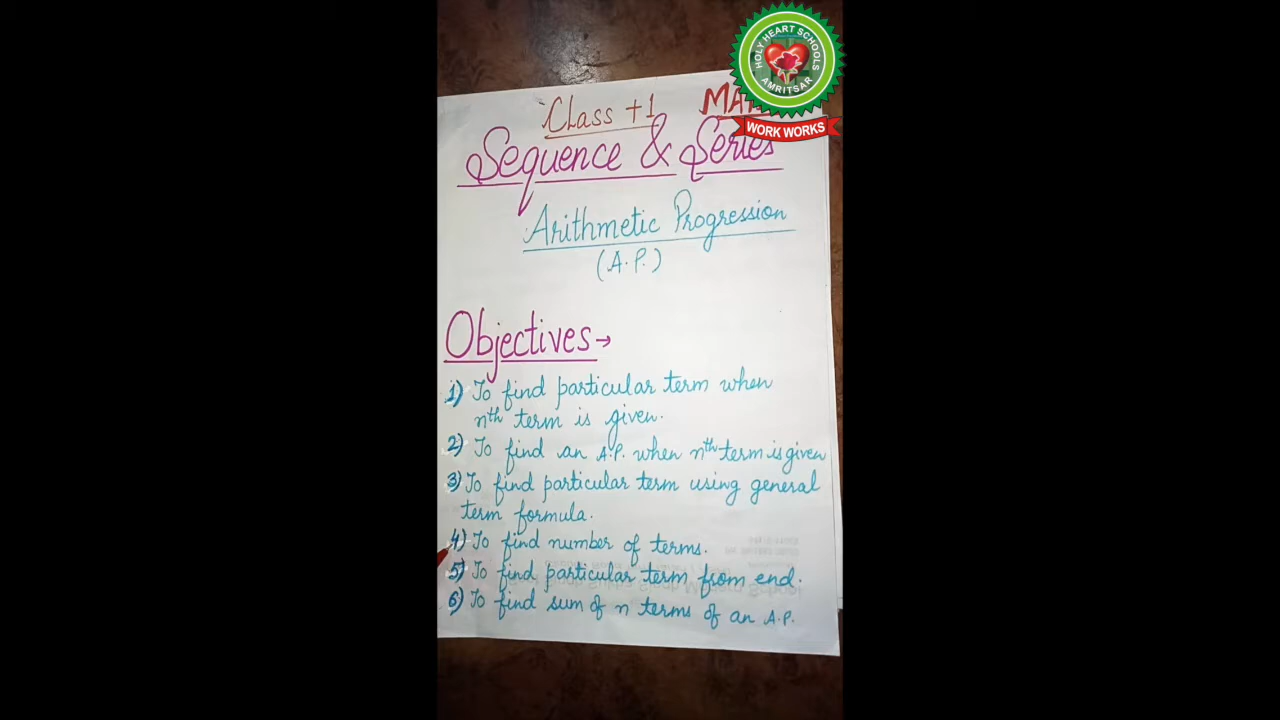 HOLY HEART SCHOOLS
AMRITSAR
WORK WORKS
Class +1
Sequence & Series
Arithmetic Progression
(A.P.)
Objectives→
1) To find particular term when
nth term is given.
2) To find an A.P. when nth term is given
3) To find particular term using general
term formula.
4) To find number of terms.
5) To find particular term from end.
6) To find sum of n terms of an A.P.